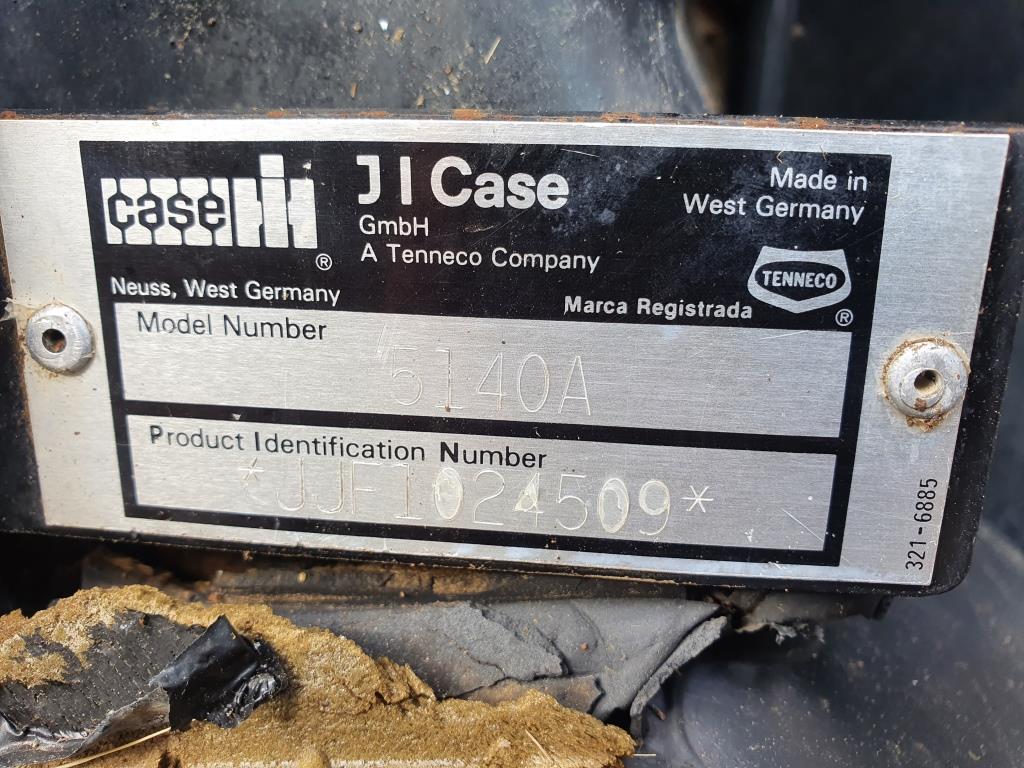 case IH
®
J I Case
GmbH
A Tenneco Company
Made in
West Germany
Neuss, West Germany
Marca Registrada
TENNECO
®
Model Number
5140A
Product Identification Number
*JJF1024509*
321-6885